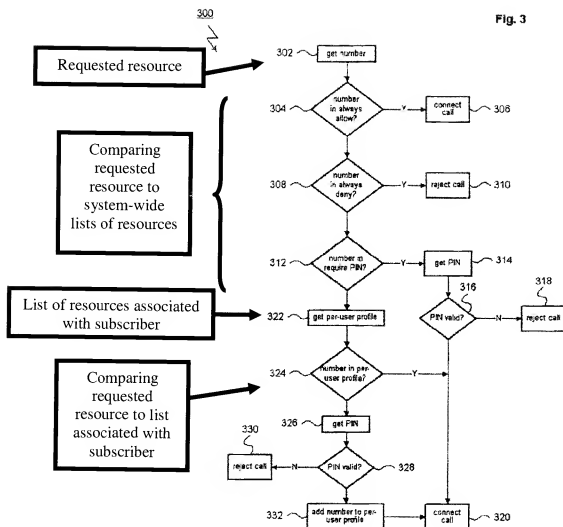 300
Fig. 3
Requested resource
302
get number
304
number
in always
allow?
Y
connect
call
306
Comparing
requested
resource to
system-wide
lists of resources
308
number
in always
deny?
Y
reject call
310
312
number in
require PIN?
Y
get PIN
314
316
318
List of resources associated
with subscriber
322
get per-user profile
PIN valid?
N
reject call
Comparing
requested
resource to list
associated with
subscriber
324
number in per-
user profile?
Y
326
get PIN
330
reject call
N
PIN valid?
328
332
add number to per-
user profile
connect
call
320